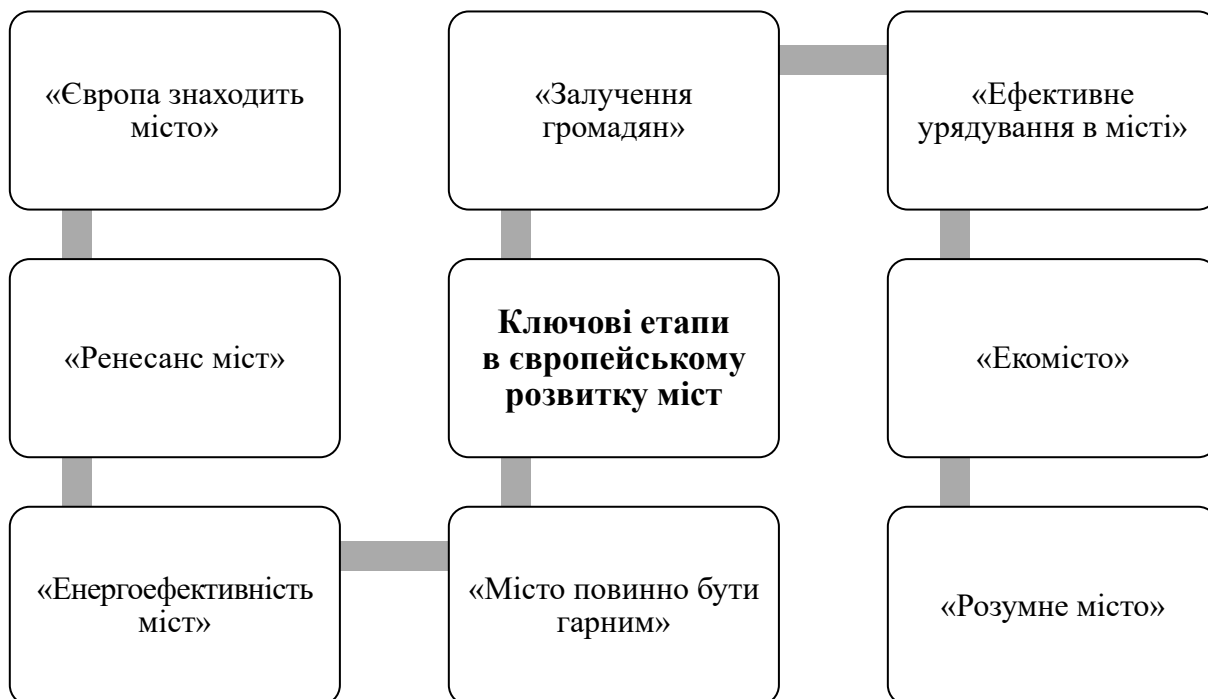 «Європа знаходить
місто»
«Ренесанс міст»
«Енергоефективність
міст»
«Місто повинно бути
гарним»
Ключові етапи
в європейському
розвитку міст
«Залучення
громадян»
«Ефективне
урядування в місті»
«Екомісто»
«Розумне місто»